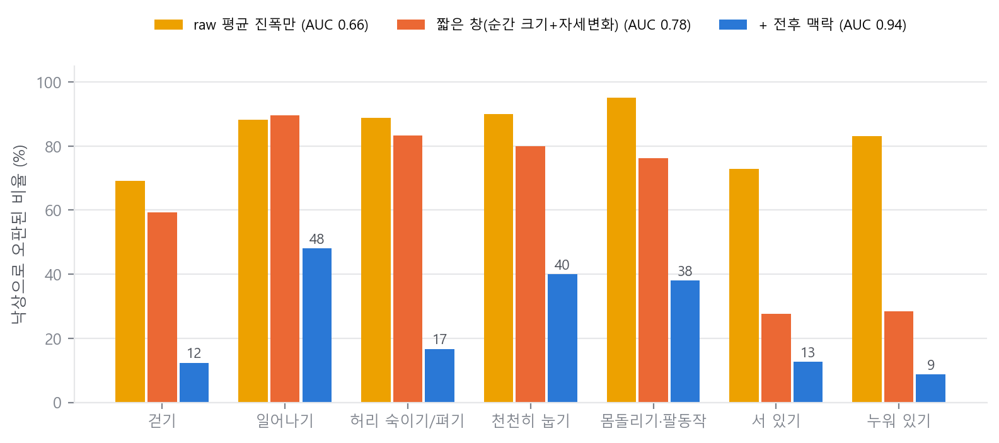 raw 평균 진폭만 (AUC 0.66)
짧은 창(순간 크기+자세변화) (AUC 0.78)
+ 전후 맥락 (AUC 0.94)
낙상으로 오판된 비율 (%)
100
80
60
40
20
0
12
48
17
40
38
13
9
걷기
일어나기
허리 숙이기/펴기
천천히 눕기
몸돌리기·팔동작
서 있기
누워 있기